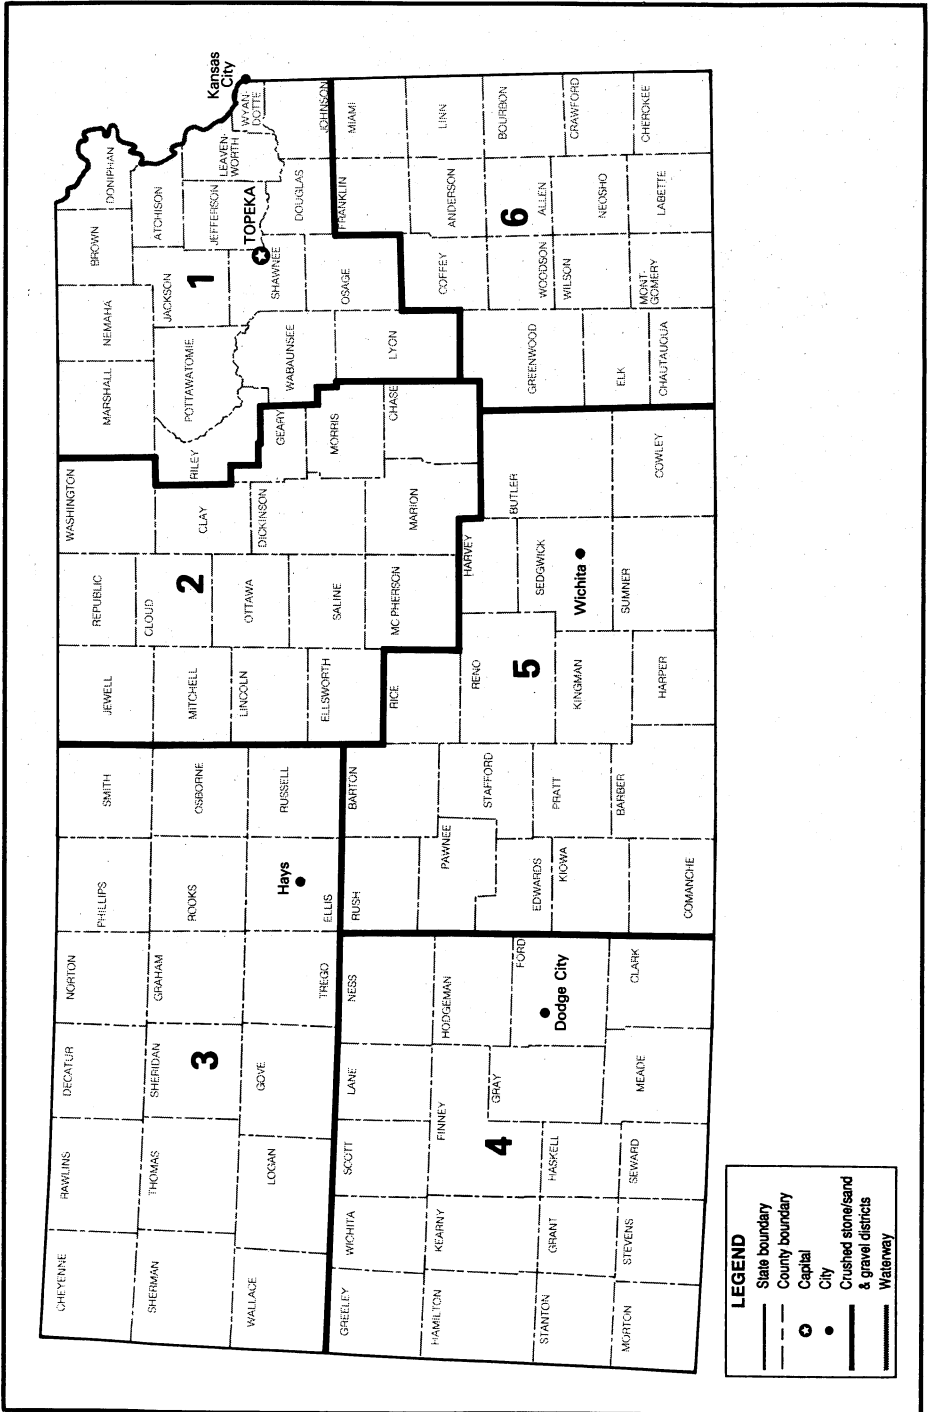 CHEYENNE
RAWLINS
DECATUR
NORTON
PHILLIPS
SMITH
JEWELL
REPUBLIC
WASHINGTON
MARSHALL
NEMAHA
BROWN
DONIPHAN
SHERMAN
THOMAS
SHERIDAN
GRAHAM
ROOKS
OSBORNE
MITCHELL
CLOUD
CLAY
RILEY
POTTAWATOMIE
JACKSON
ATCHISON
JEFFERSON
LEAVEN-
WORTH
WYAN-
DOTTE
Kansas
City
3
2
1
WALLACE
LOGAN
GOVE
TREGO
ELLIS
Hays
RUSSELL
LINCOLN
OTTAWA
DICKINSON
GEARY
WABAUNSEE
SHAWNEE
TOPEKA
DOUGLAS
JOHNSON
ELLSWORTH
SALINE
MORRIS
LYON
OSAGE
FRANKLIN
MIAMI
GREELEY
WICHITA
SCOTT
LANE
NESS
RUSH
BARTON
RICE
MC PHERSON
MARION
CHASE
COFFEY
ANDERSON
LINN
HAMILTON
KEARNY
FINNEY
HODGEMAN
PAWNEE
STAFFORD
RENO
HARVEY
BUTLER
GREENWOOD
WOODSON
ALLEN
BOURBON
4
GRAY
FORD
Dodge City
EDWARDS
5
SEDGWICK
Wichita
6
STANTON
GRANT
HASKELL
KIOWA
PRATT
KINGMAN
ELK
WILSON
NEOSHO
CRAWFORD
MORTON
STEVENS
SEWARD
MEADE
CLARK
COMANCHE
BARBER
HARPER
SUMNER
COWLEY
CHAUTAUQUA
MONT-
GOMERY
LABETTE
CHEROKEE
LEGEND
State boundary
County boundary
Capital
City
Crushed stone/sand
& gravel districts
Waterway